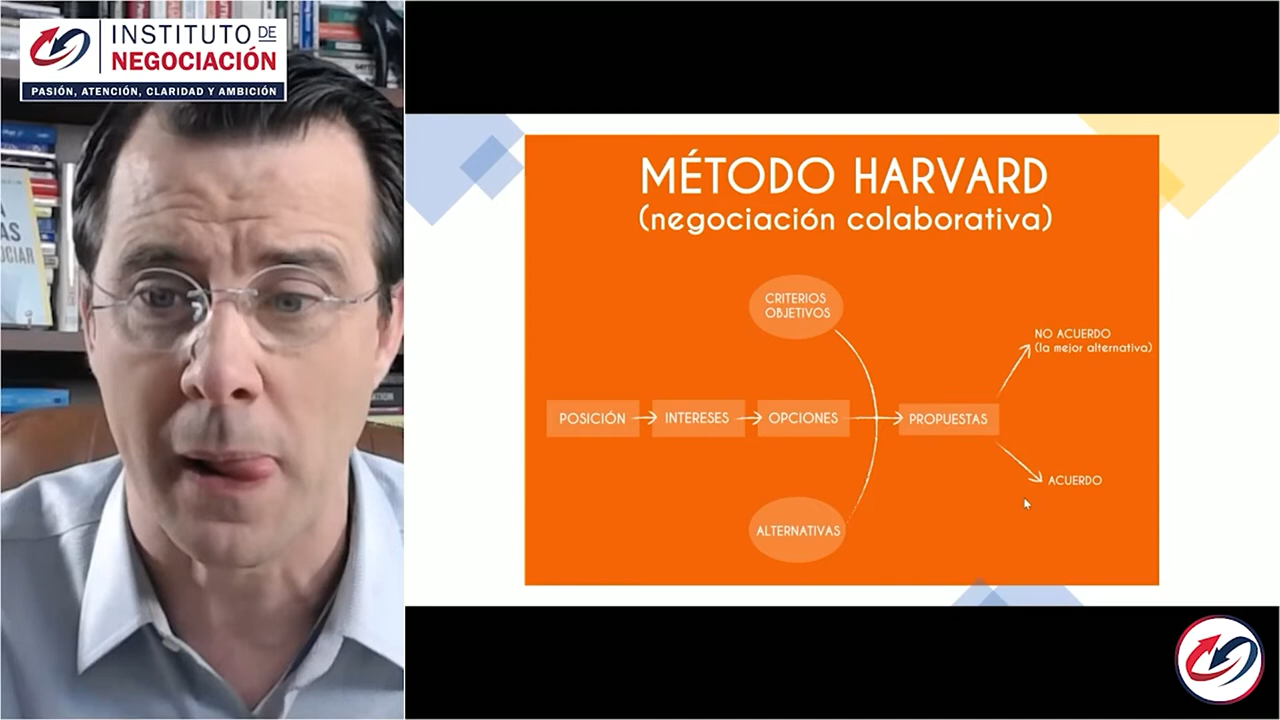 INSTITUTO DE
NEGOCIACIÓN
PASIÓN, ATENCIÓN, CLARIDAD Y AMBICIÓN
OCIAR
MÉTODO HARVARD
(negociación colaborativa)
CRITERIOS
OBJETIVOS
NO ACUERDO
(la mejor alternativa)
POSICIÓN
INTERESES
OPCIONES
PROPUESTAS
ACUERDO
ALTERNATIVAS